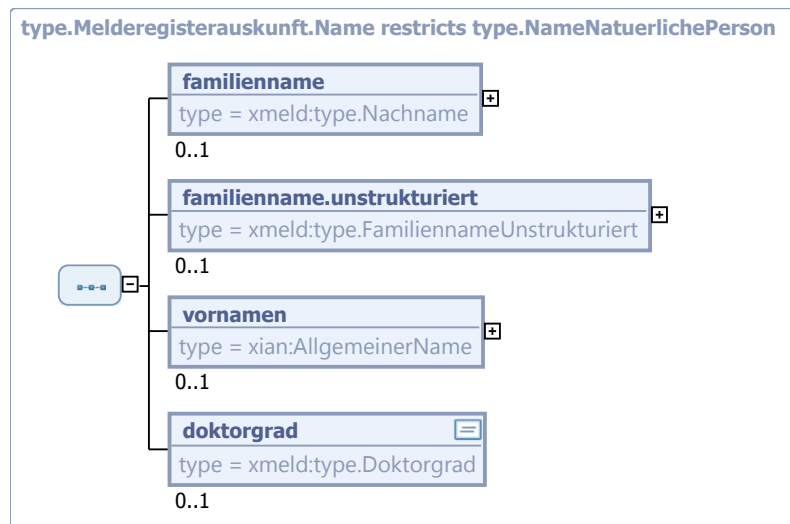 type.Melderegisterauskunft.Name restricts type.NameNatuerlichePerson
familienname
type = xmeld:type.Nachname
0..1
familienname.unstrukturiert
type = xmeld:type.FamiliennameUnstrukturiert
0..1
vornamen
type = xian:AllgemeinerName
0..1
doktorgrad
type = xmeld:type.Doktorgrad
0..1